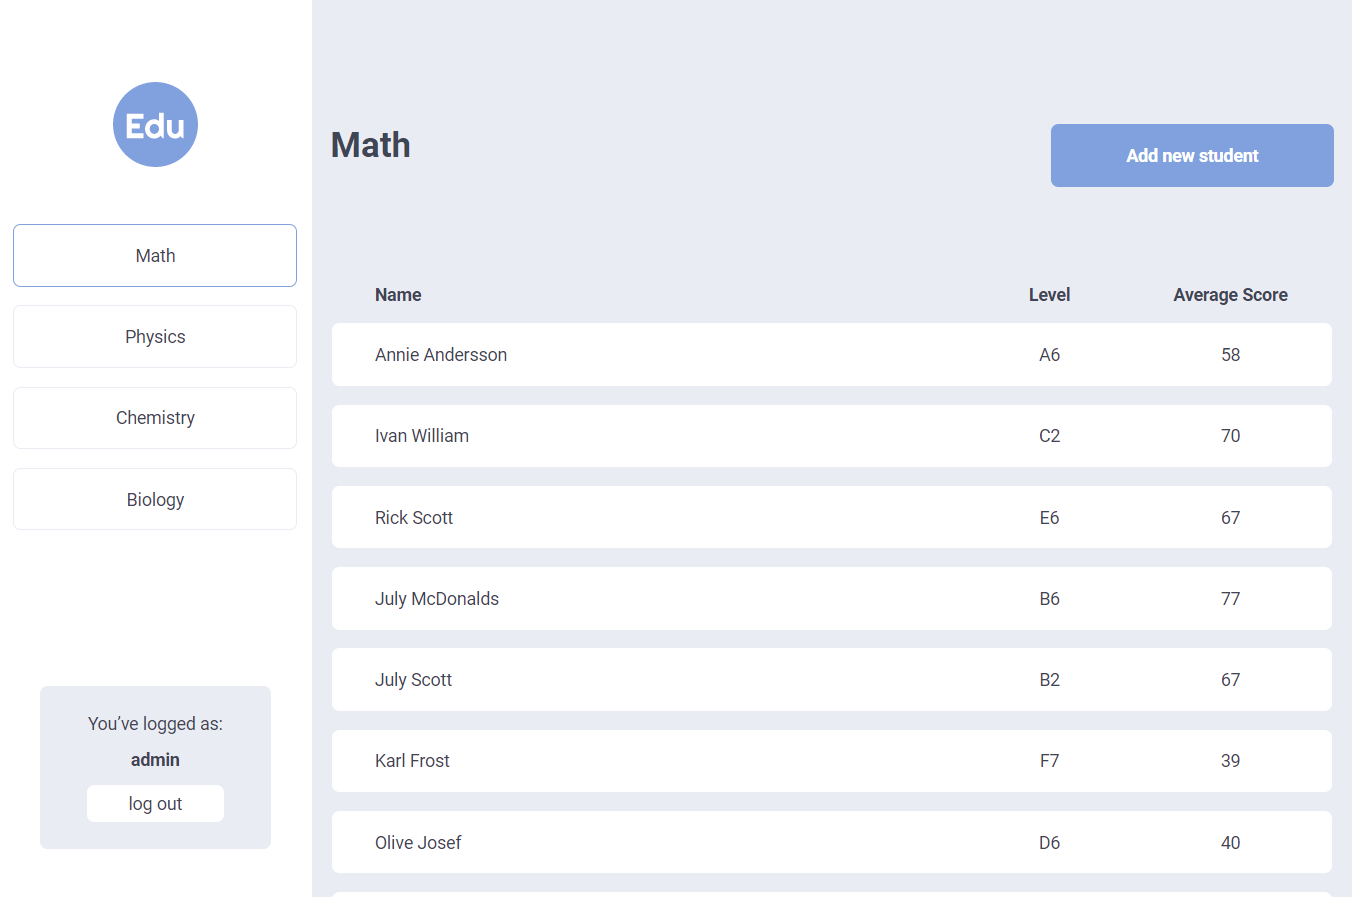 Edu
Math
Physics
Chemistry
Biology
You’ve logged as:
admin
log out
Math
Add new student
Name Level Average Score
Annie Andersson A6 58
Ivan William C2 70
Rick Scott E6 67
July McDonalds B6 77
July Scott B2 67
Karl Frost F7 39
Olive Josef D6 40